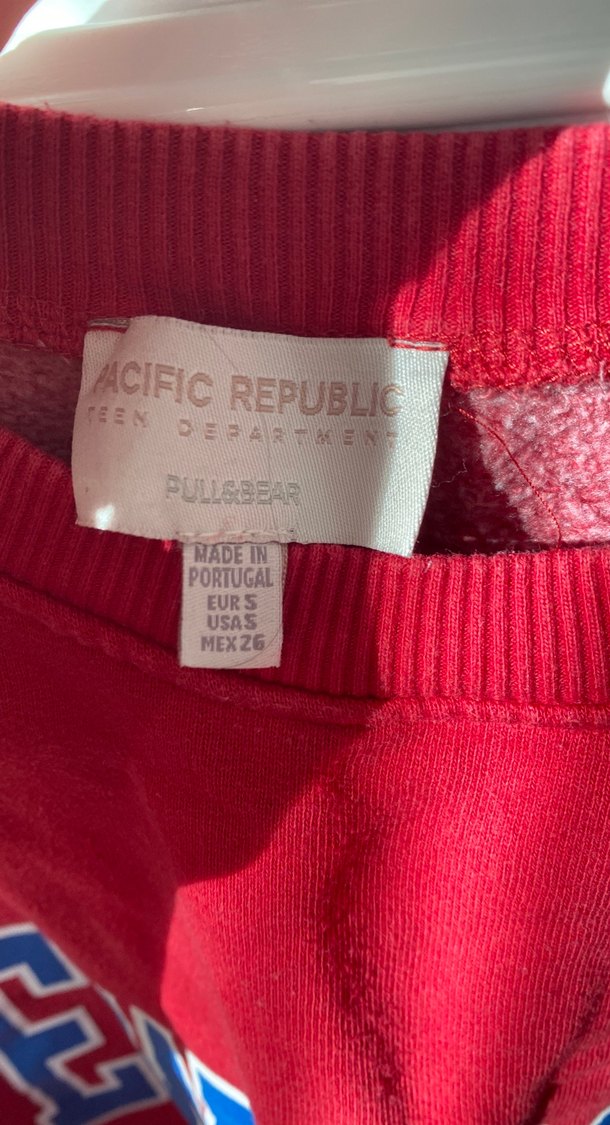 PACIFIC REPUBLIC
TEEN DEPARTMENT
PULL&BEAR
MADE IN
PORTUGAL
EUR S
USA S
MEX 26